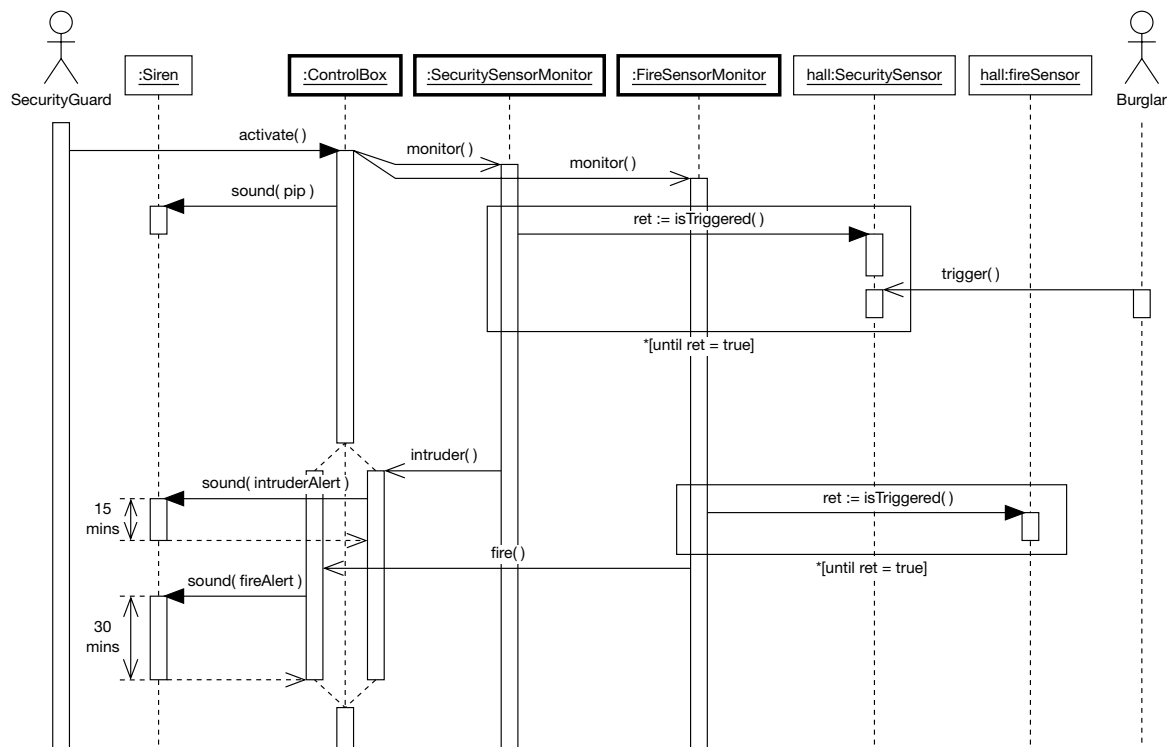 SecurityGuard
:Siren
:ControlBox
:SecuritySensorMonitor
:FireSensorMonitor
hall:SecuritySensor
hall:fireSensor
Burglar
activate( )
monitor( )
monitor( )
sound( pip )
ret := isTriggered( )
trigger( )
*[until ret = true]
intruder( )
sound( intruderAlert )
15
mins
ret := isTriggered( )
fire( )
*[until ret = true]
sound( fireAlert )
30
mins